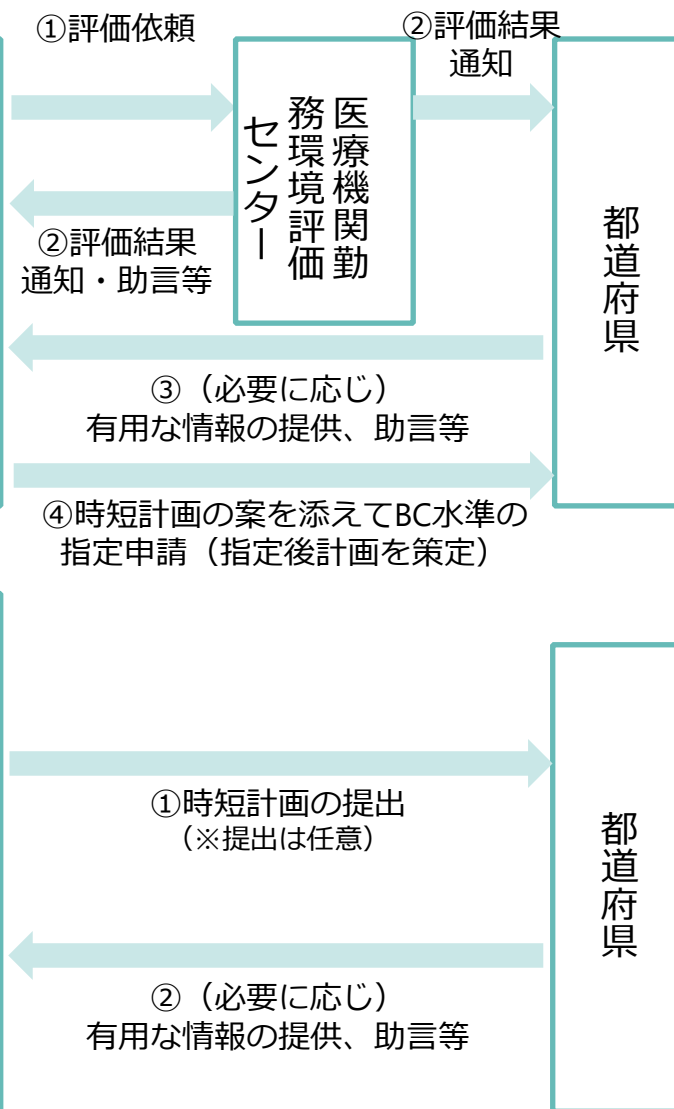 ①評価依頼
②評価結果
通知
医療機関勤
務環境評価
センター
②評価結果
通知・助言等
都道府県
③（必要に応じ）
有用な情報の提供、助言等
④時短計画の案を添えてBC水準の
指定申請（指定後計画を策定）
①時短計画の提出
（※提出は任意）
都道府県
②（必要に応じ）
有用な情報の提供、助言等